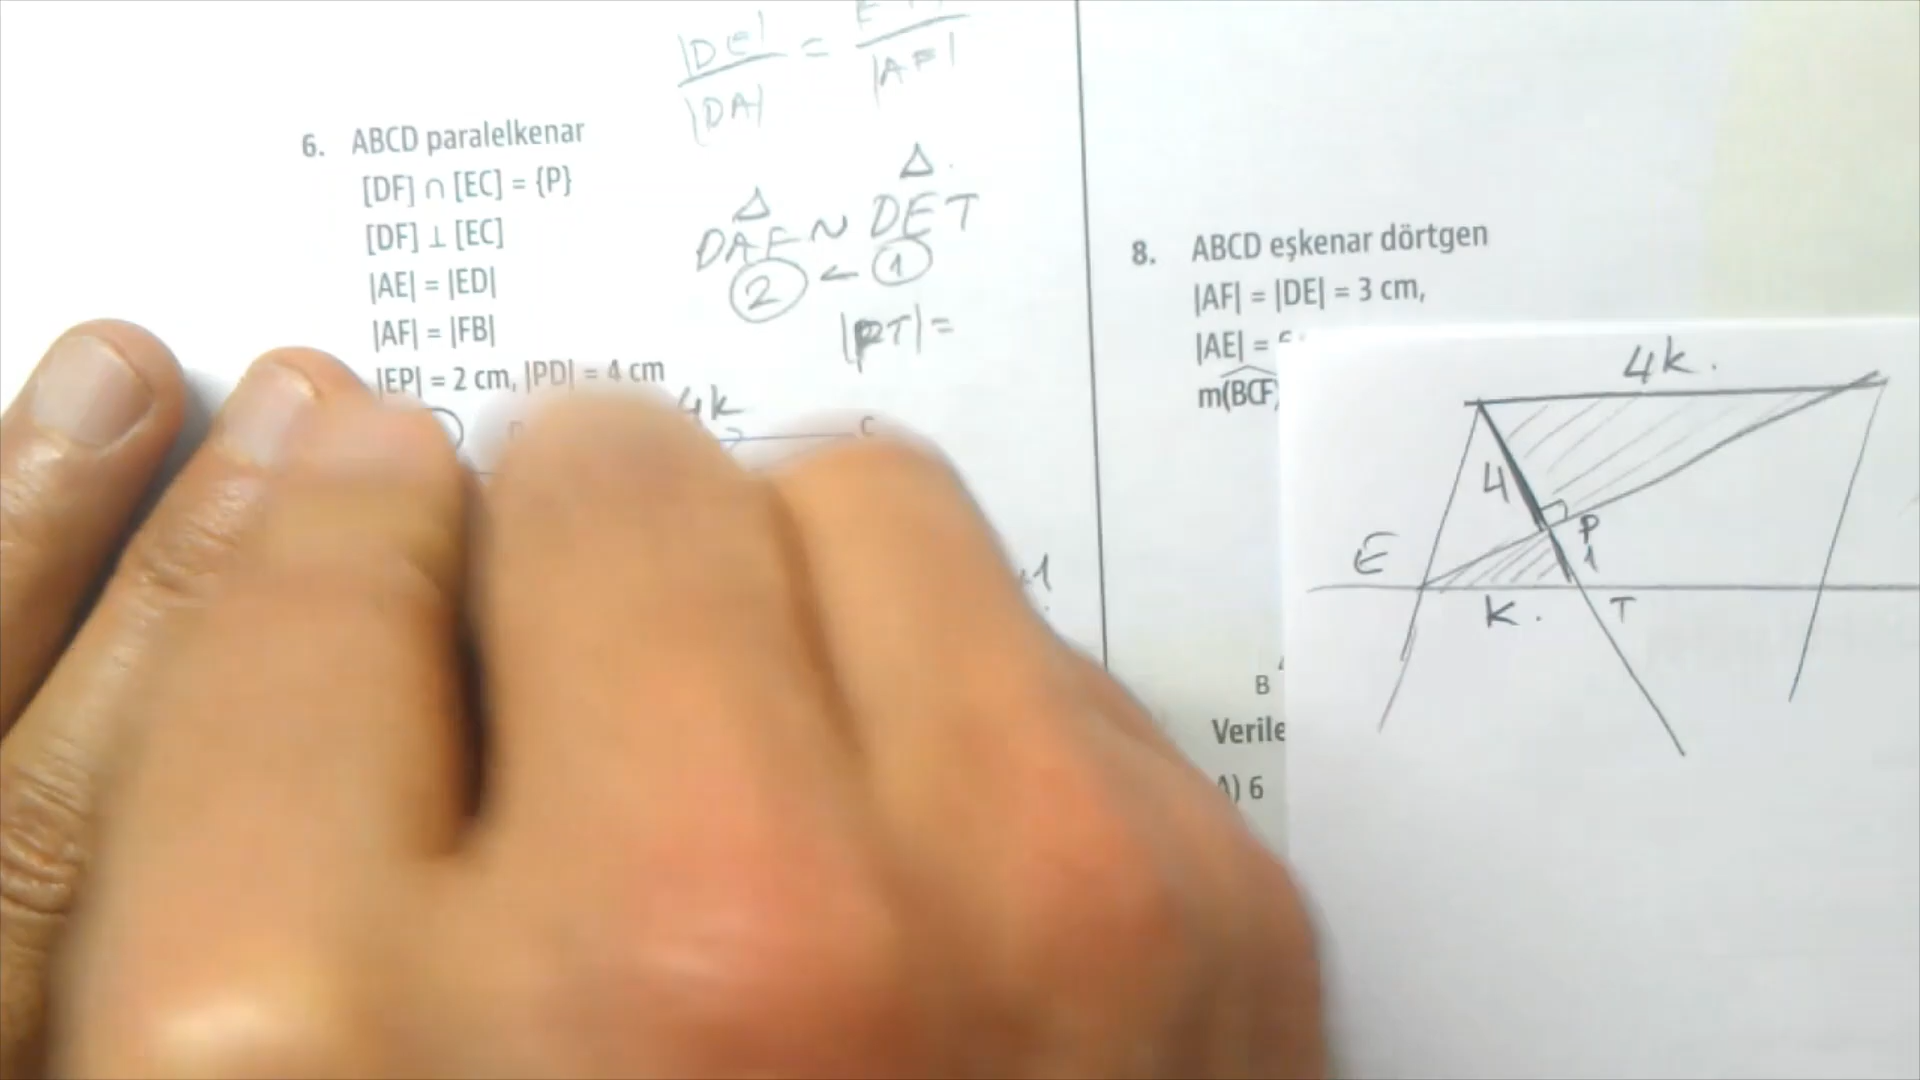 |DE| = 
|DA| |AF|
6. ABCD paralelkenar
[DF] ∩ [EC] = {P}
[DF] ⊥ [EC]
|AE| = |ED|
|AF| = |FB|
|EP| = 2 cm, |PD| = 4 cm
Δ Δ
DAF ~ DET
2 ← 1
|PT| =
4k
C
1
8. ABCD eşkenar dörtgen
|AF| = |DE| = 3 cm,
|AE| =
m(BCF)
B
A) 6
4k.
4
P
1
E
k.
T